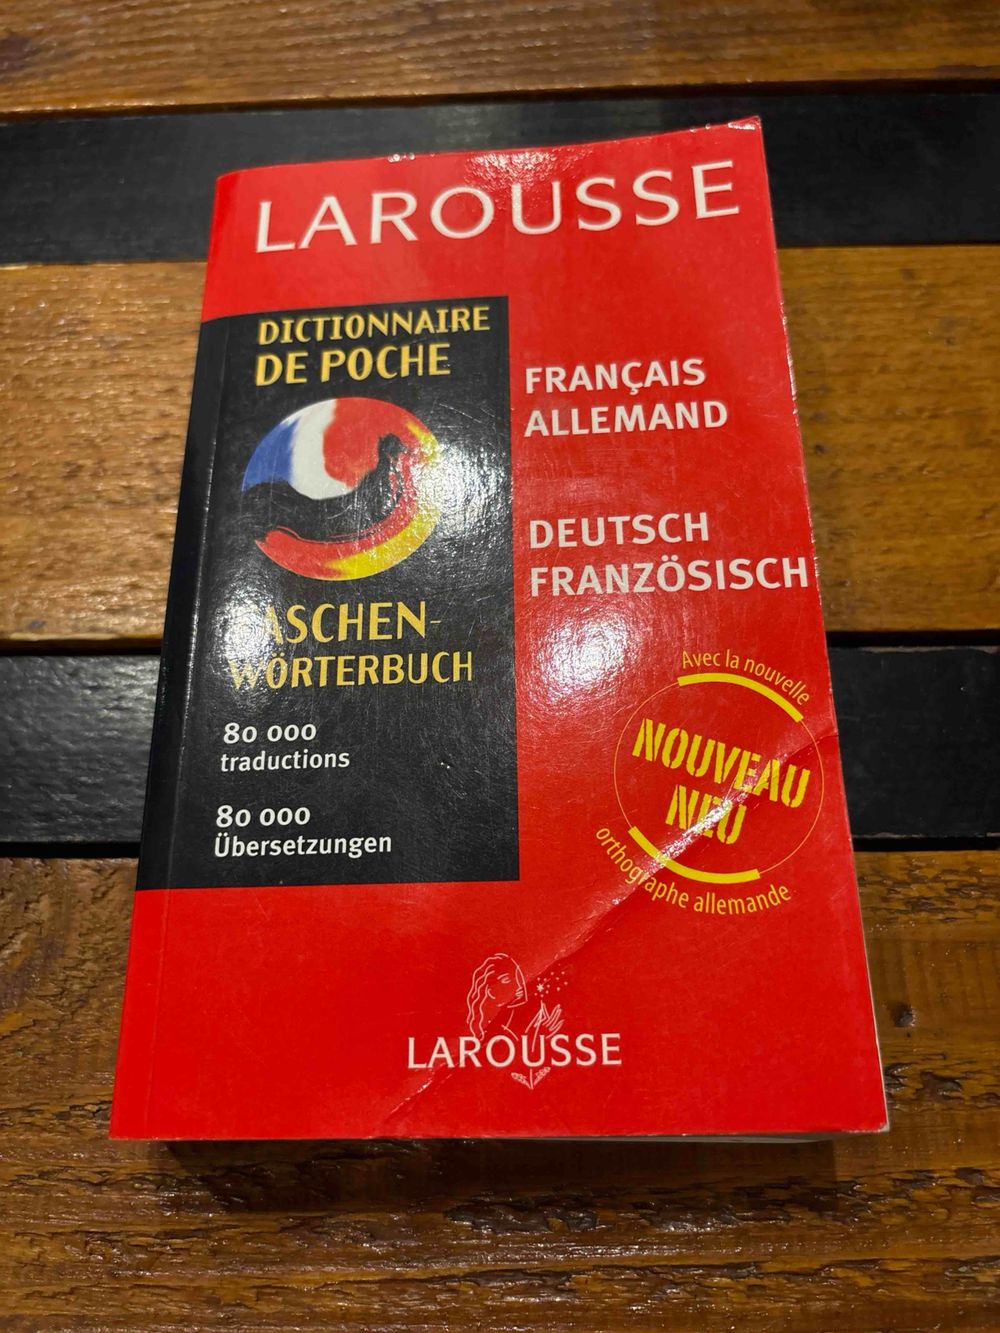 LAROUSSE
DICTIONNAIRE
DE POCHE
FRANÇAIS
ALLEMAND
DEUTSCH
FRANZÖSISCH
TASCHEN-
WÖRTERBUCH
80 000
traductions
80 000
Übersetzungen
Avec la nouvelle
NOUVEAU
NEU
orthographe allemande
LAROUSSE